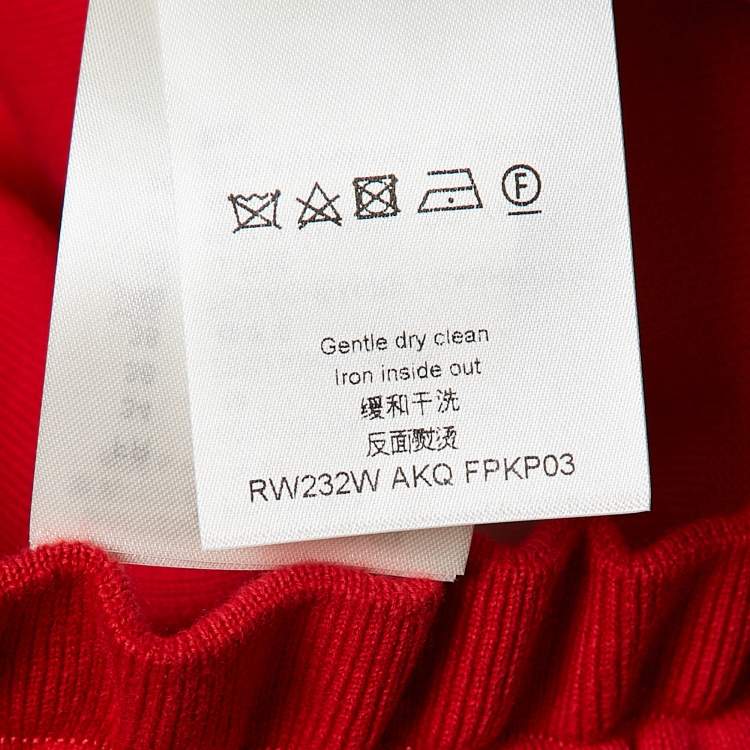 F
Gentle dry clean
Iron inside out
缓和干洗
反面熨烫
RW232W AKQ FPKP03